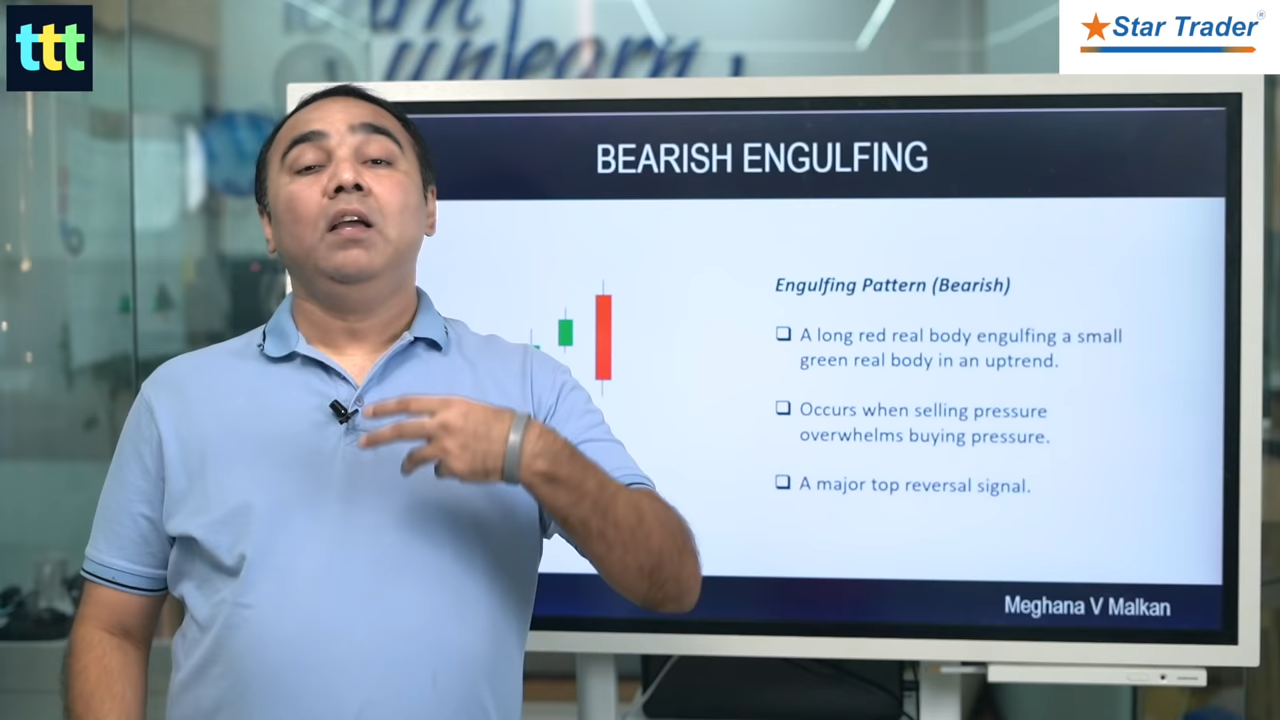 ttt
Star Trader
®
unlearn
BEARISH ENGULFING
Engulfing Pattern (Bearish)
❑ A long red real body engulfing a small
green real body in an uptrend.
❑ Occurs when selling pressure
overwhelms buying pressure.
❑ A major top reversal signal.
Meghana V Malkan